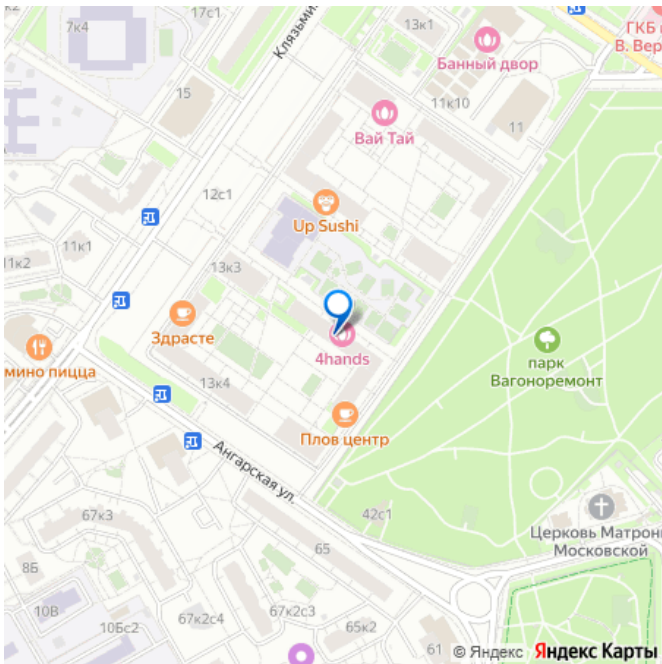 7к4
17с1
Клязьми
13к1
ГКБ
В. Вер
Банный двор
15
11к10
11
Вай Тай
12с1
Up Sushi
11к1
11к2
13к3
Здрасте
4hands
мино пицца
парк
Вагоноремонт
13к4
Плов центр
Ангарская ул.
67к3
42с1
Церковь Матрон
Московской
65
8Б
10В
67к2с4
67к2с3
10Бс2
65к2
61
© Яндекс Яндекс Карты